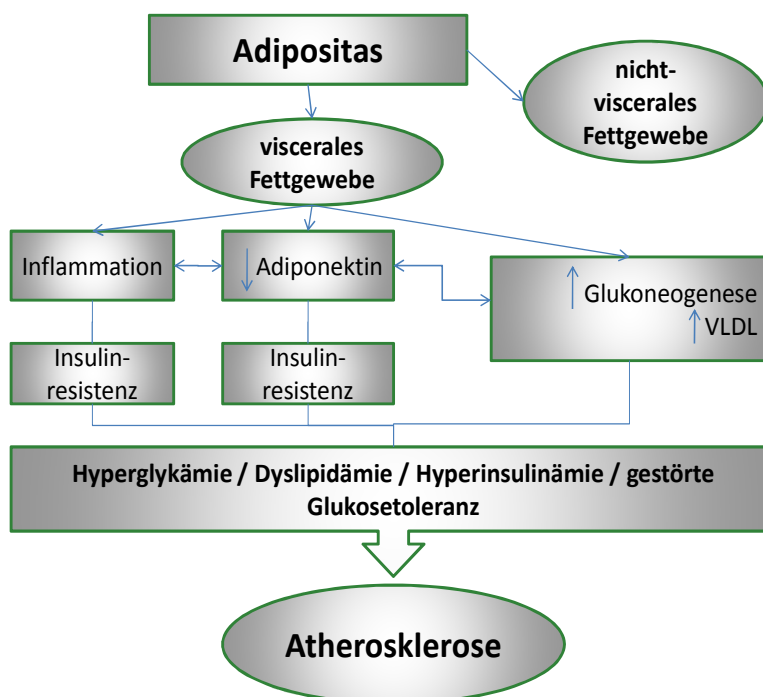 Adipositas
nicht-
viscerales
Fettgewebe
viscerales
Fettgewebe
Inflammation
↓ Adiponektin
↑ Glukoneogenese
↑ VLDL
Insulin-
resistenz
Insulin-
resistenz
Hyperglykämie / Dyslipidämie / Hyperinsulinämie / gestörte
Glukosetoleranz
Atherosklerose